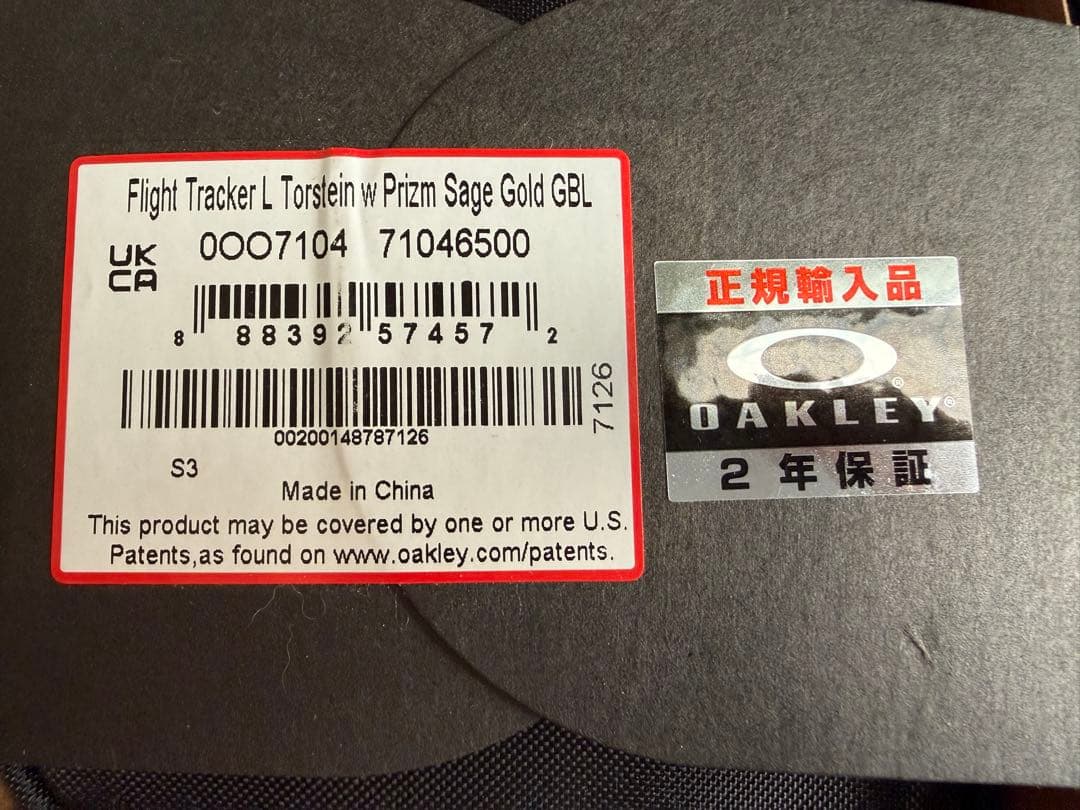 Flight Tracker L Torstein w Prizm Sage Gold GBL
UK
CA
0OO7104 71046500
8 88392 57457 2
7126
00200148787126
S3
Made in China
This product may be covered by one or more U.S.
Patents,as found on www.oakley.com/patents.
正規輸入品
OAKLEY®
2年保証